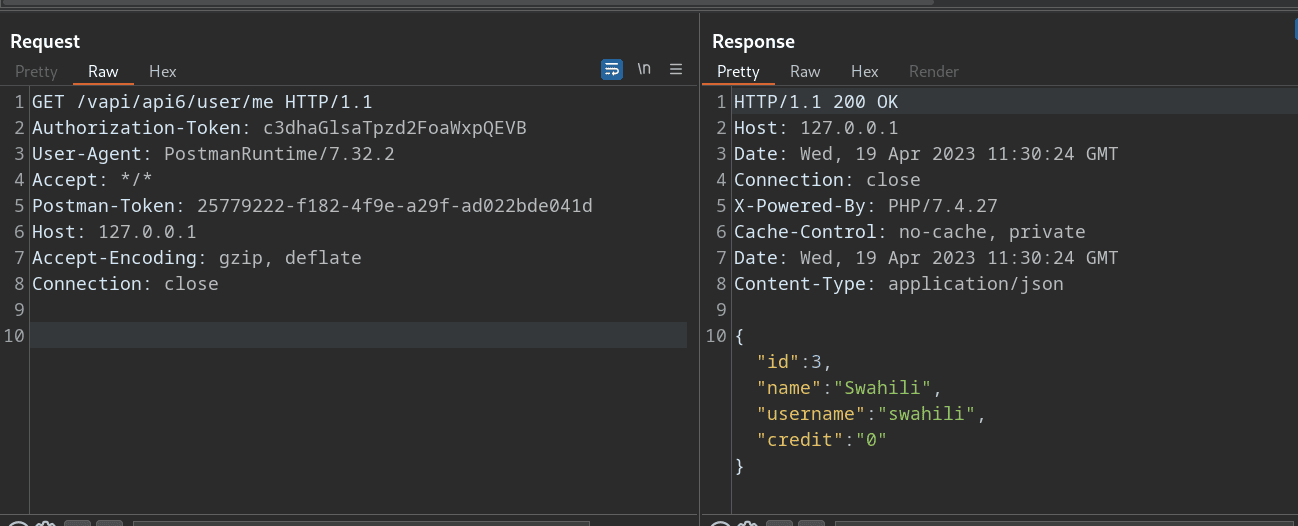 Request
Pretty Raw Hex \n
1 GET /vapi/api6/user/me HTTP/1.1
2 Authorization-Token: c3dhaGlsaTpzd2FoaWxpQEVB
3 User-Agent: PostmanRuntime/7.32.2
4 Accept: */*
5 Postman-Token: 25779222-f182-4f9e-a29f-ad022bde041d
6 Host: 127.0.0.1
7 Accept-Encoding: gzip, deflate
8 Connection: close
9
10
Response
Pretty Raw Hex Render
1 HTTP/1.1 200 OK
2 Host: 127.0.0.1
3 Date: Wed, 19 Apr 2023 11:30:24 GMT
4 Connection: close
5 X-Powered-By: PHP/7.4.27
6 Cache-Control: no-cache, private
7 Date: Wed, 19 Apr 2023 11:30:24 GMT
8 Content-Type: application/json
9
10 {
"id":3,
"name":"Swahili",
"username":"swahili",
"credit":"0"
}